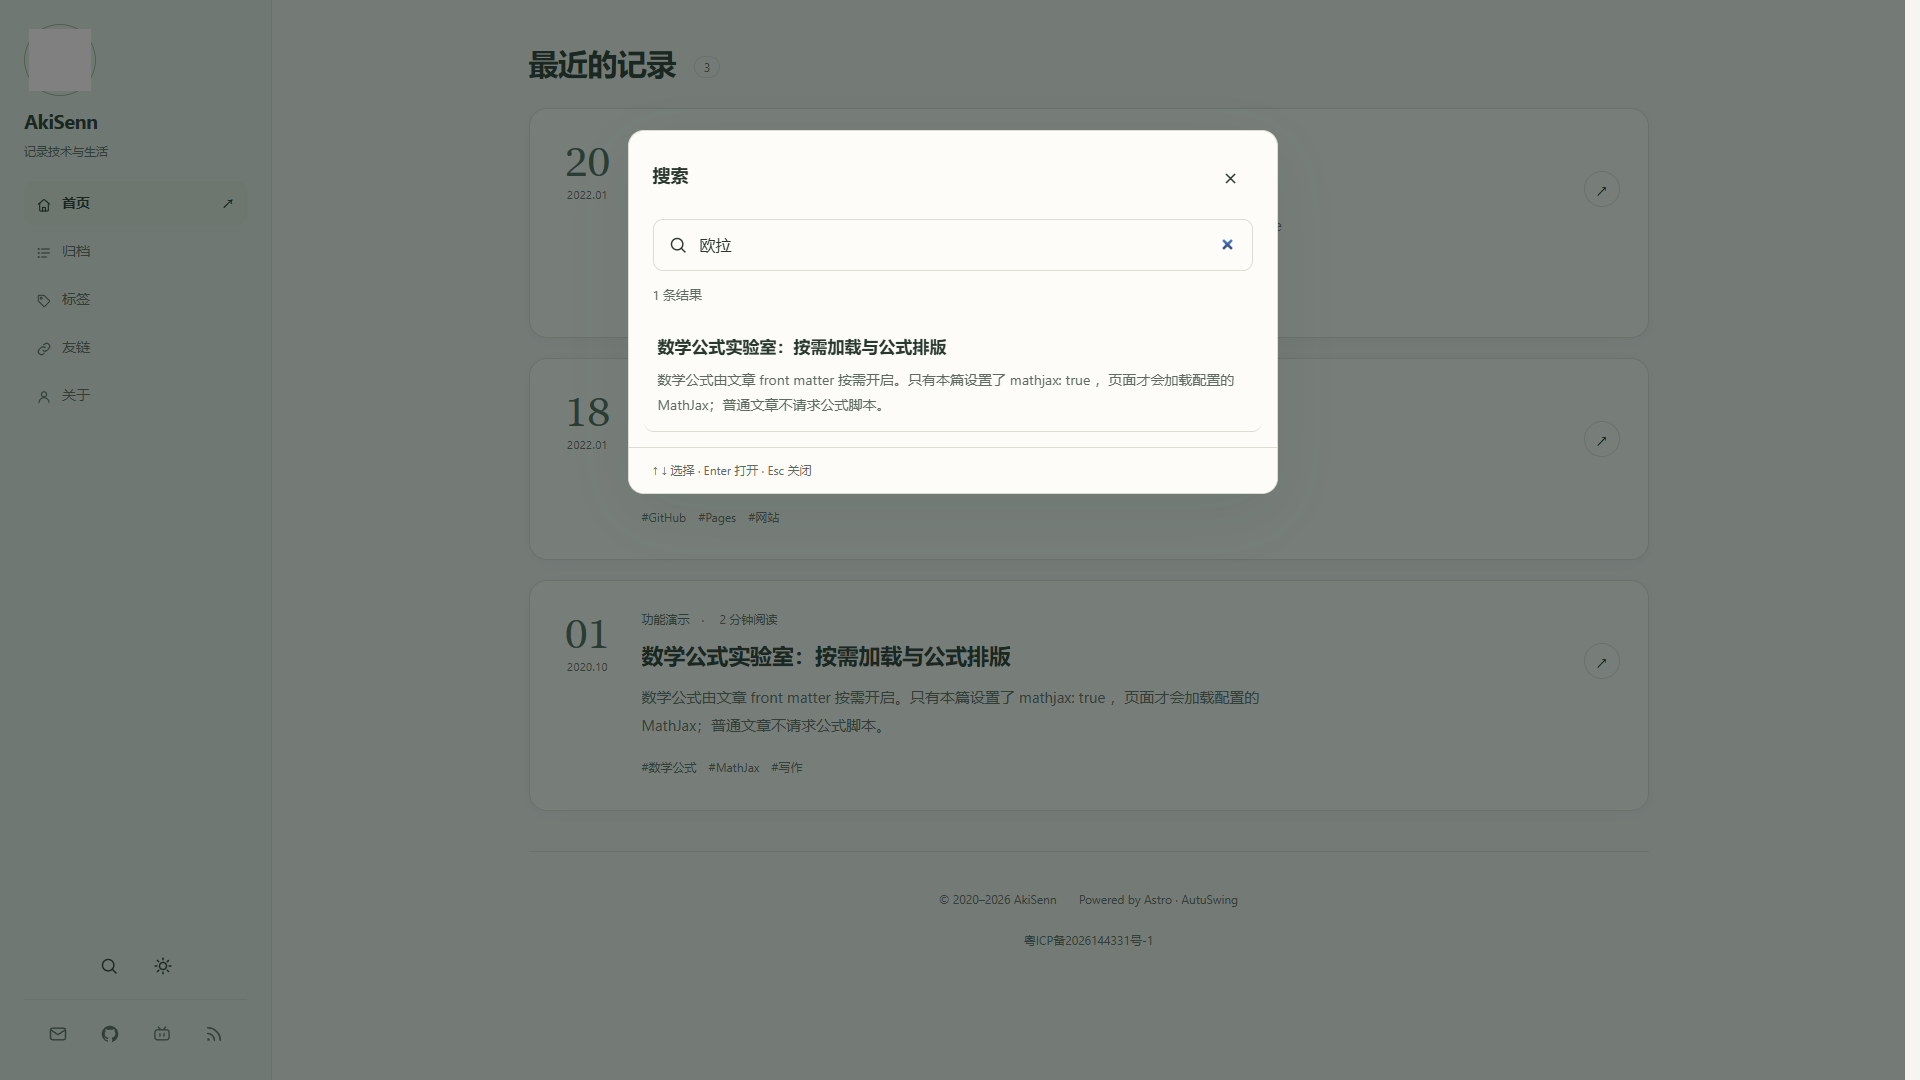 AkiSenn
记录技术与生活
首页
归档
标签
友链
关于
最近的记录 3
20
2022.01
e
搜索
欧拉
1 条结果
数学公式实验室：按需加载与公式排版
数学公式由文章 front matter 按需开启。只有本篇设置了 mathjax: true ，页面才会加载配置的
MathJax；普通文章不请求公式脚本。
↑↓ 选择 · Enter 打开 · Esc 关闭
18
2022.01
#GitHub #Pages #网站
01
2020.10
功能演示 · 2 分钟阅读
数学公式实验室：按需加载与公式排版
数学公式由文章 front matter 按需开启。只有本篇设置了 mathjax: true ，页面才会加载配置的
MathJax；普通文章不请求公式脚本。
#数学公式 #MathJax #写作
© 2020–2026 AkiSenn Powered by Astro · AutuSwing
粤ICP备2026144331号-1